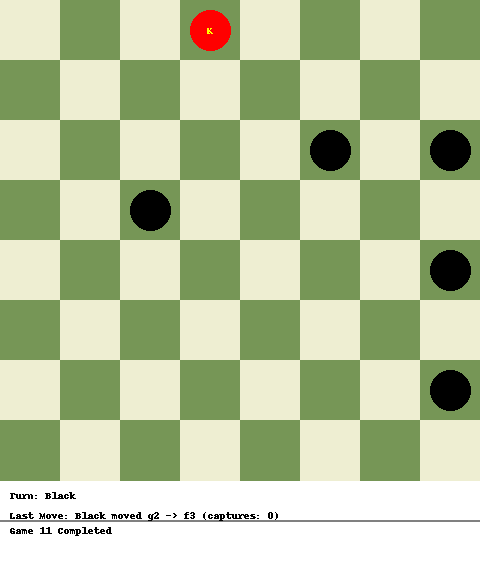 K
Turn: Black
Last Move: Black moved g2 -> f3 (captures: 0)
Game 11 Completed